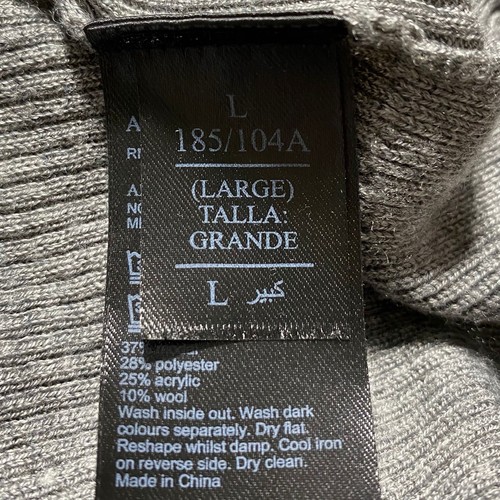 L
185/104A
(LARGE)
TALLA:
GRANDE
L كبير
37%
28% polyester
25% acrylic
10% wool
Wash inside out. Wash dark
colours separately. Dry flat.
Reshape whilst damp. Cool iron
on reverse side. Dry clean.
Made in China